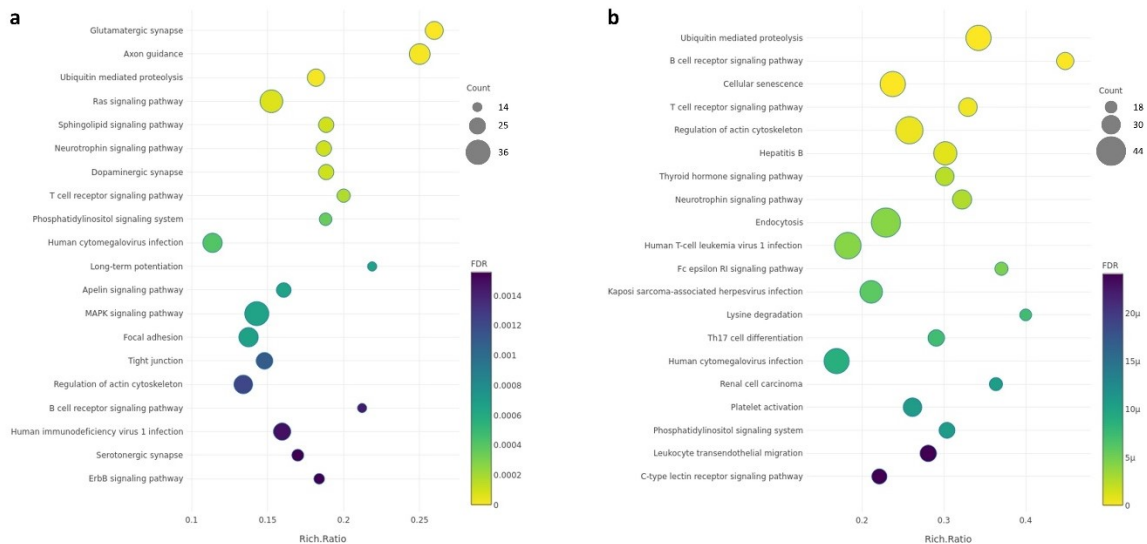 a
Glutamatergic synapse
Axon guidance
Ubiquitin mediated proteolysis
Ras signaling pathway
Sphingolipid signaling pathway
Neurotrophin signaling pathway
Dopaminergic synapse
T cell receptor signaling pathway
Phosphatidylinositol signaling system
Human cytomegalovirus infection
Long-term potentiation
Apelin signaling pathway
MAPK signaling pathway
Focal adhesion
Tight junction
Regulation of actin cytoskeleton
B cell receptor signaling pathway
Human immunodeficiency virus 1 infection
Serotonergic synapse
ErbB signaling pathway
0.1 0.15 0.2 0.25
Rich.Ratio
Count
14
25
36
FDR
0.0014
0.0012
0.001
0.0008
0.0006
0.0004
0.0002
0
b
Ubiquitin mediated proteolysis
B cell receptor signaling pathway
Cellular senescence
T cell receptor signaling pathway
Regulation of actin cytoskeleton
Hepatitis B
Thyroid hormone signaling pathway
Neurotrophin signaling pathway
Endocytosis
Human T-cell leukemia virus 1 infection
Fc epsilon RI signaling pathway
Kaposi sarcoma-associated herpesvirus infection
Lysine degradation
Th17 cell differentiation
Human cytomegalovirus infection
Renal cell carcinoma
Platelet activation
Phosphatidylinositol signaling system
Leukocyte transendothelial migration
C-type lectin receptor signaling pathway
0.2 0.3 0.4
Rich.Ratio
Count
18
30
44
FDR
20μ
15μ
10μ
5μ
0